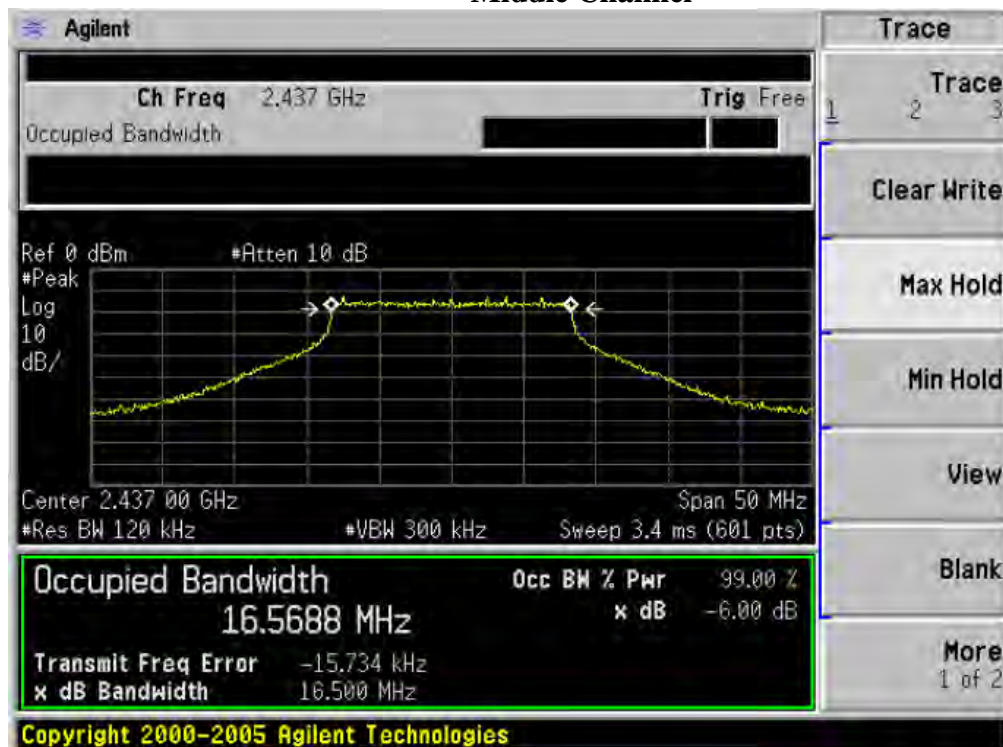 Middle Channel
Agilent
Trace
Ch Freq 2.437 GHz Trig Free
Occupied Bandwidth
Trace
1 2 3
Clear Write
Max Hold
Min Hold
View
Blank
More
1 of 2
Ref 0 dBm #Atten 10 dB
#Peak
Log
10
dB/
Center 2.437 00 GHz Span 50 MHz
#Res BW 120 kHz #VBW 300 kHz Sweep 3.4 ms (601 pts)
Occupied Bandwidth
16.5688 MHz
Occ BW % Pwr 99.00 %
x dB -6.00 dB
Transmit Freq Error -15.734 kHz
x dB Bandwidth 16.500 MHz
Copyright 2000-2005 Agilent Technologies